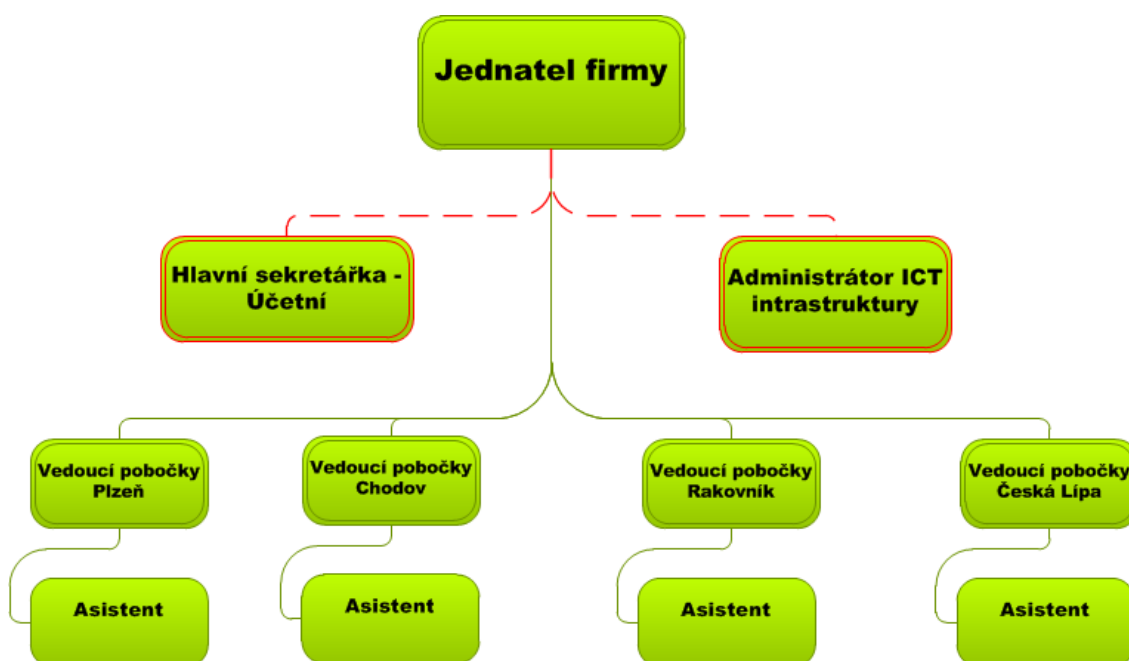 Jednatel firmy
Hlavní sekretářka -
Účetní
Administrátor ICT
intrastruktury
Vedoucí pobočky
Plzeň
Vedoucí pobočky
Chodov
Vedoucí pobočky
Rakovník
Vedoucí pobočky
Česká Lípa
Asistent
Asistent
Asistent
Asistent